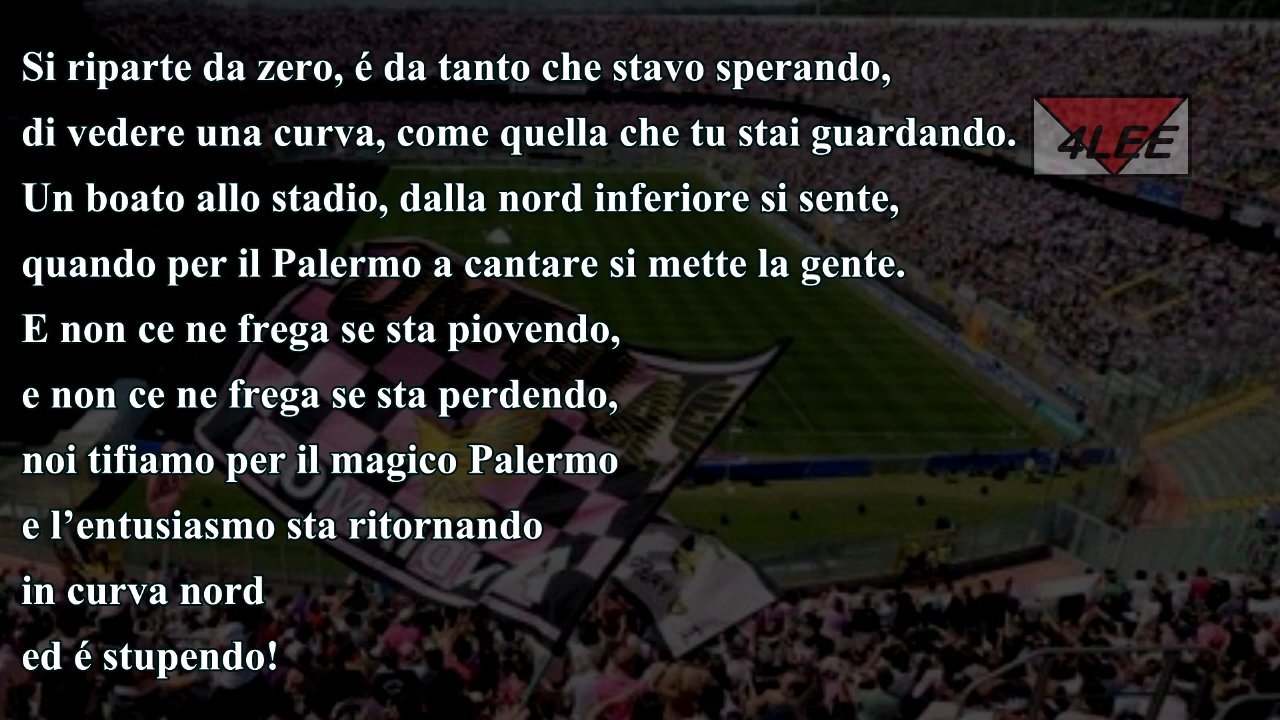 Si riparte da zero, é da tanto che stavo sperando,
di vedere una curva, come quella che tu stai guardando.
4LEE
Un boato allo stadio, dalla nord inferiore si sente,
quando per il Palermo a cantare si mette la gente.
E non ce ne frega se sta piovendo,
e non ce ne frega se sta perdendo,
noi tifiamo per il magico Palermo
e l’entusiasmo sta ritornando
in curva nord
ed é stupendo!